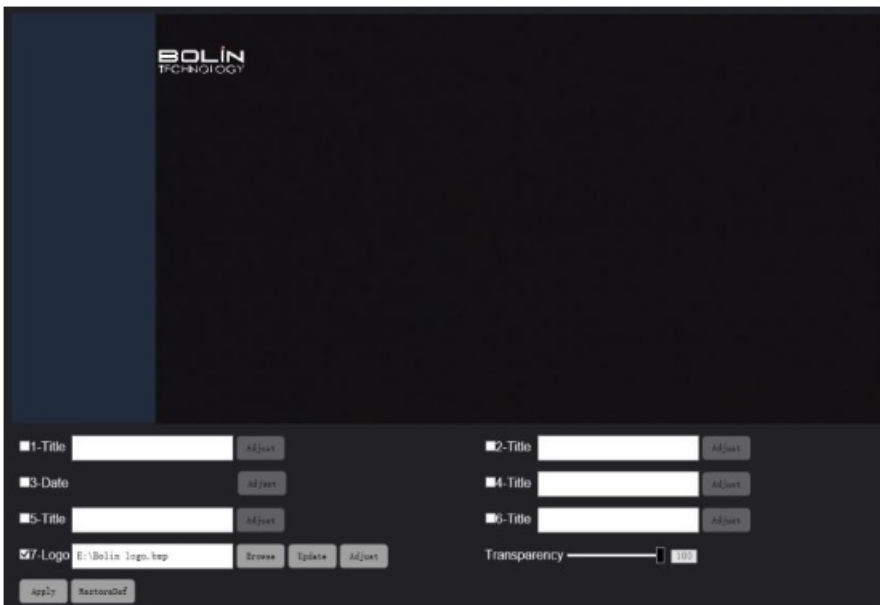 BOLIN
TECHNOLOGY
1-Title Adjust 2-Title Adjust
3-Date Adjust 4-Title Adjust
5-Title Adjust 6-Title Adjust
7-Logo E:\Bolin logo.bmp Browse Update Adjust Transparency 100
Apply RestoreDef